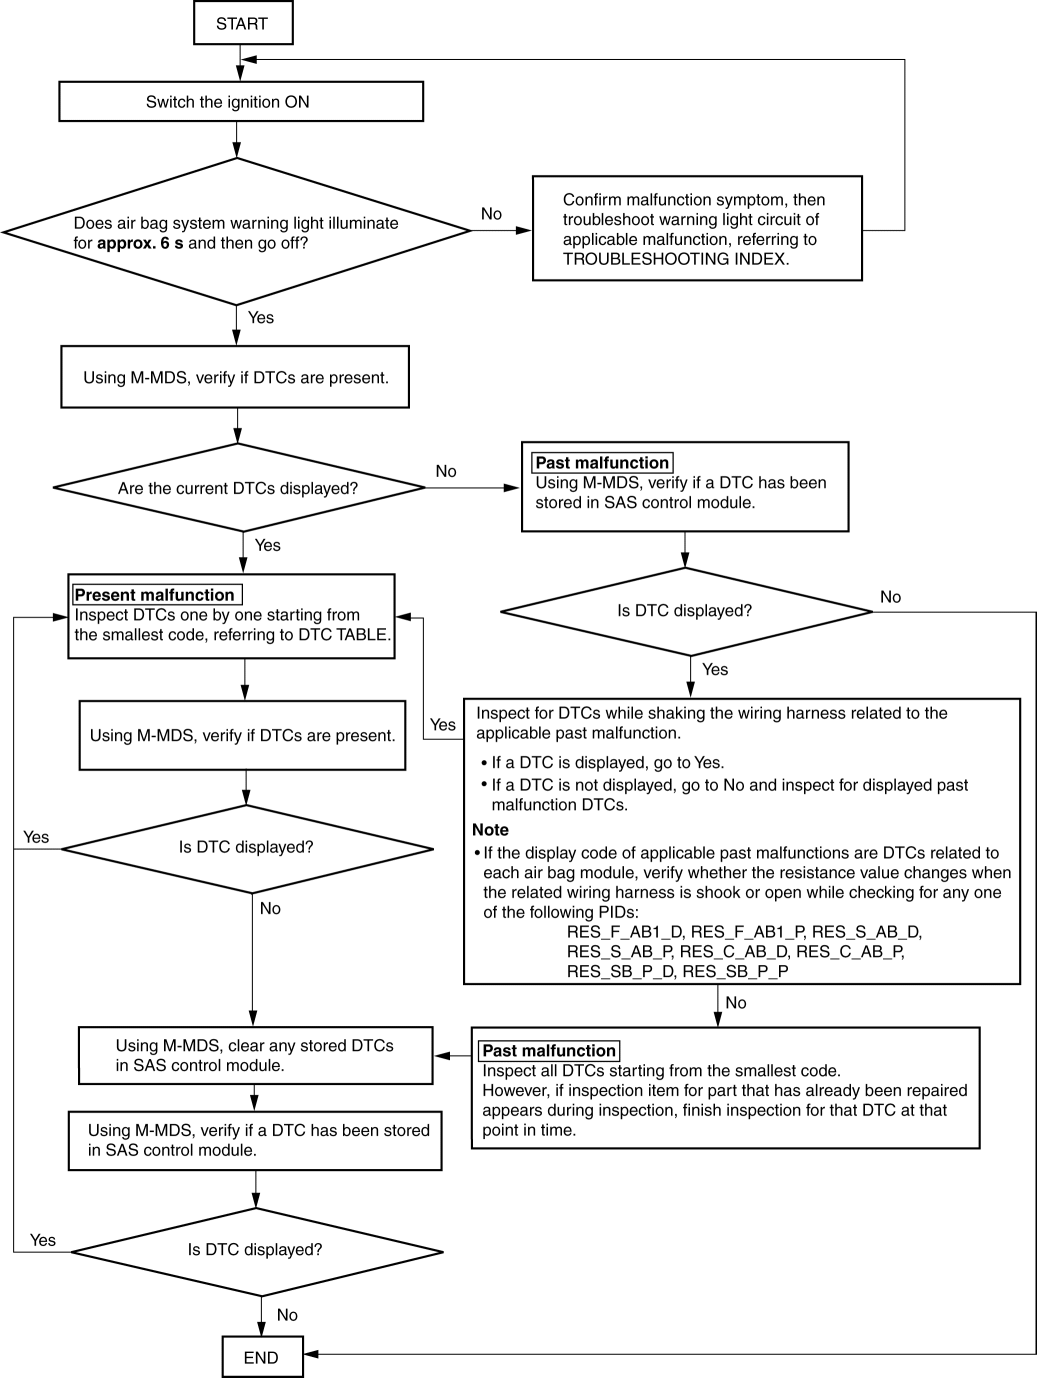 START
Switch the ignition ON
Does air bag system warning light illuminate
for approx. 6 s and then go off?
No
Confirm malfunction symptom, then
troubleshoot warning light circuit of
applicable malfunction, referring to
TROUBLESHOOTING INDEX.
Yes
Using M-MDS, verify if DTCs are present.
Are the current DTCs displayed?
No
Past malfunction
Using M-MDS, verify if a DTC has been
stored in SAS control module.
Yes
Present malfunction
Inspect DTCs one by one starting from
the smallest code, referring to DTC TABLE.
Is DTC displayed?
No
Yes
Using M-MDS, verify if DTCs are present.
Yes
Inspect for DTCs while shaking the wiring harness related to the
applicable past malfunction.
• If a DTC is displayed, go to Yes.
• If a DTC is not displayed, go to No and inspect for displayed past
malfunction DTCs.
Note
• If the display code of applicable past malfunctions are DTCs related to
each air bag module, verify whether the resistance value changes when
the related wiring harness is shook or open while checking for any one
of the following PIDs:
RES_F_AB1_D, RES_F_AB1_P, RES_S_AB_D,
RES_S_AB_P, RES_C_AB_D, RES_C_AB_P,
RES_SB_P_D, RES_SB_P_P
Yes
Is DTC displayed?
No
No
Using M-MDS, clear any stored DTCs
in SAS control module.
Past malfunction
Inspect all DTCs starting from the smallest code.
However, if inspection item for part that has already been repaired
appears during inspection, finish inspection for that DTC at that
point in time.
Using M-MDS, verify if a DTC has been stored
in SAS control module.
Yes
Is DTC displayed?
No
END